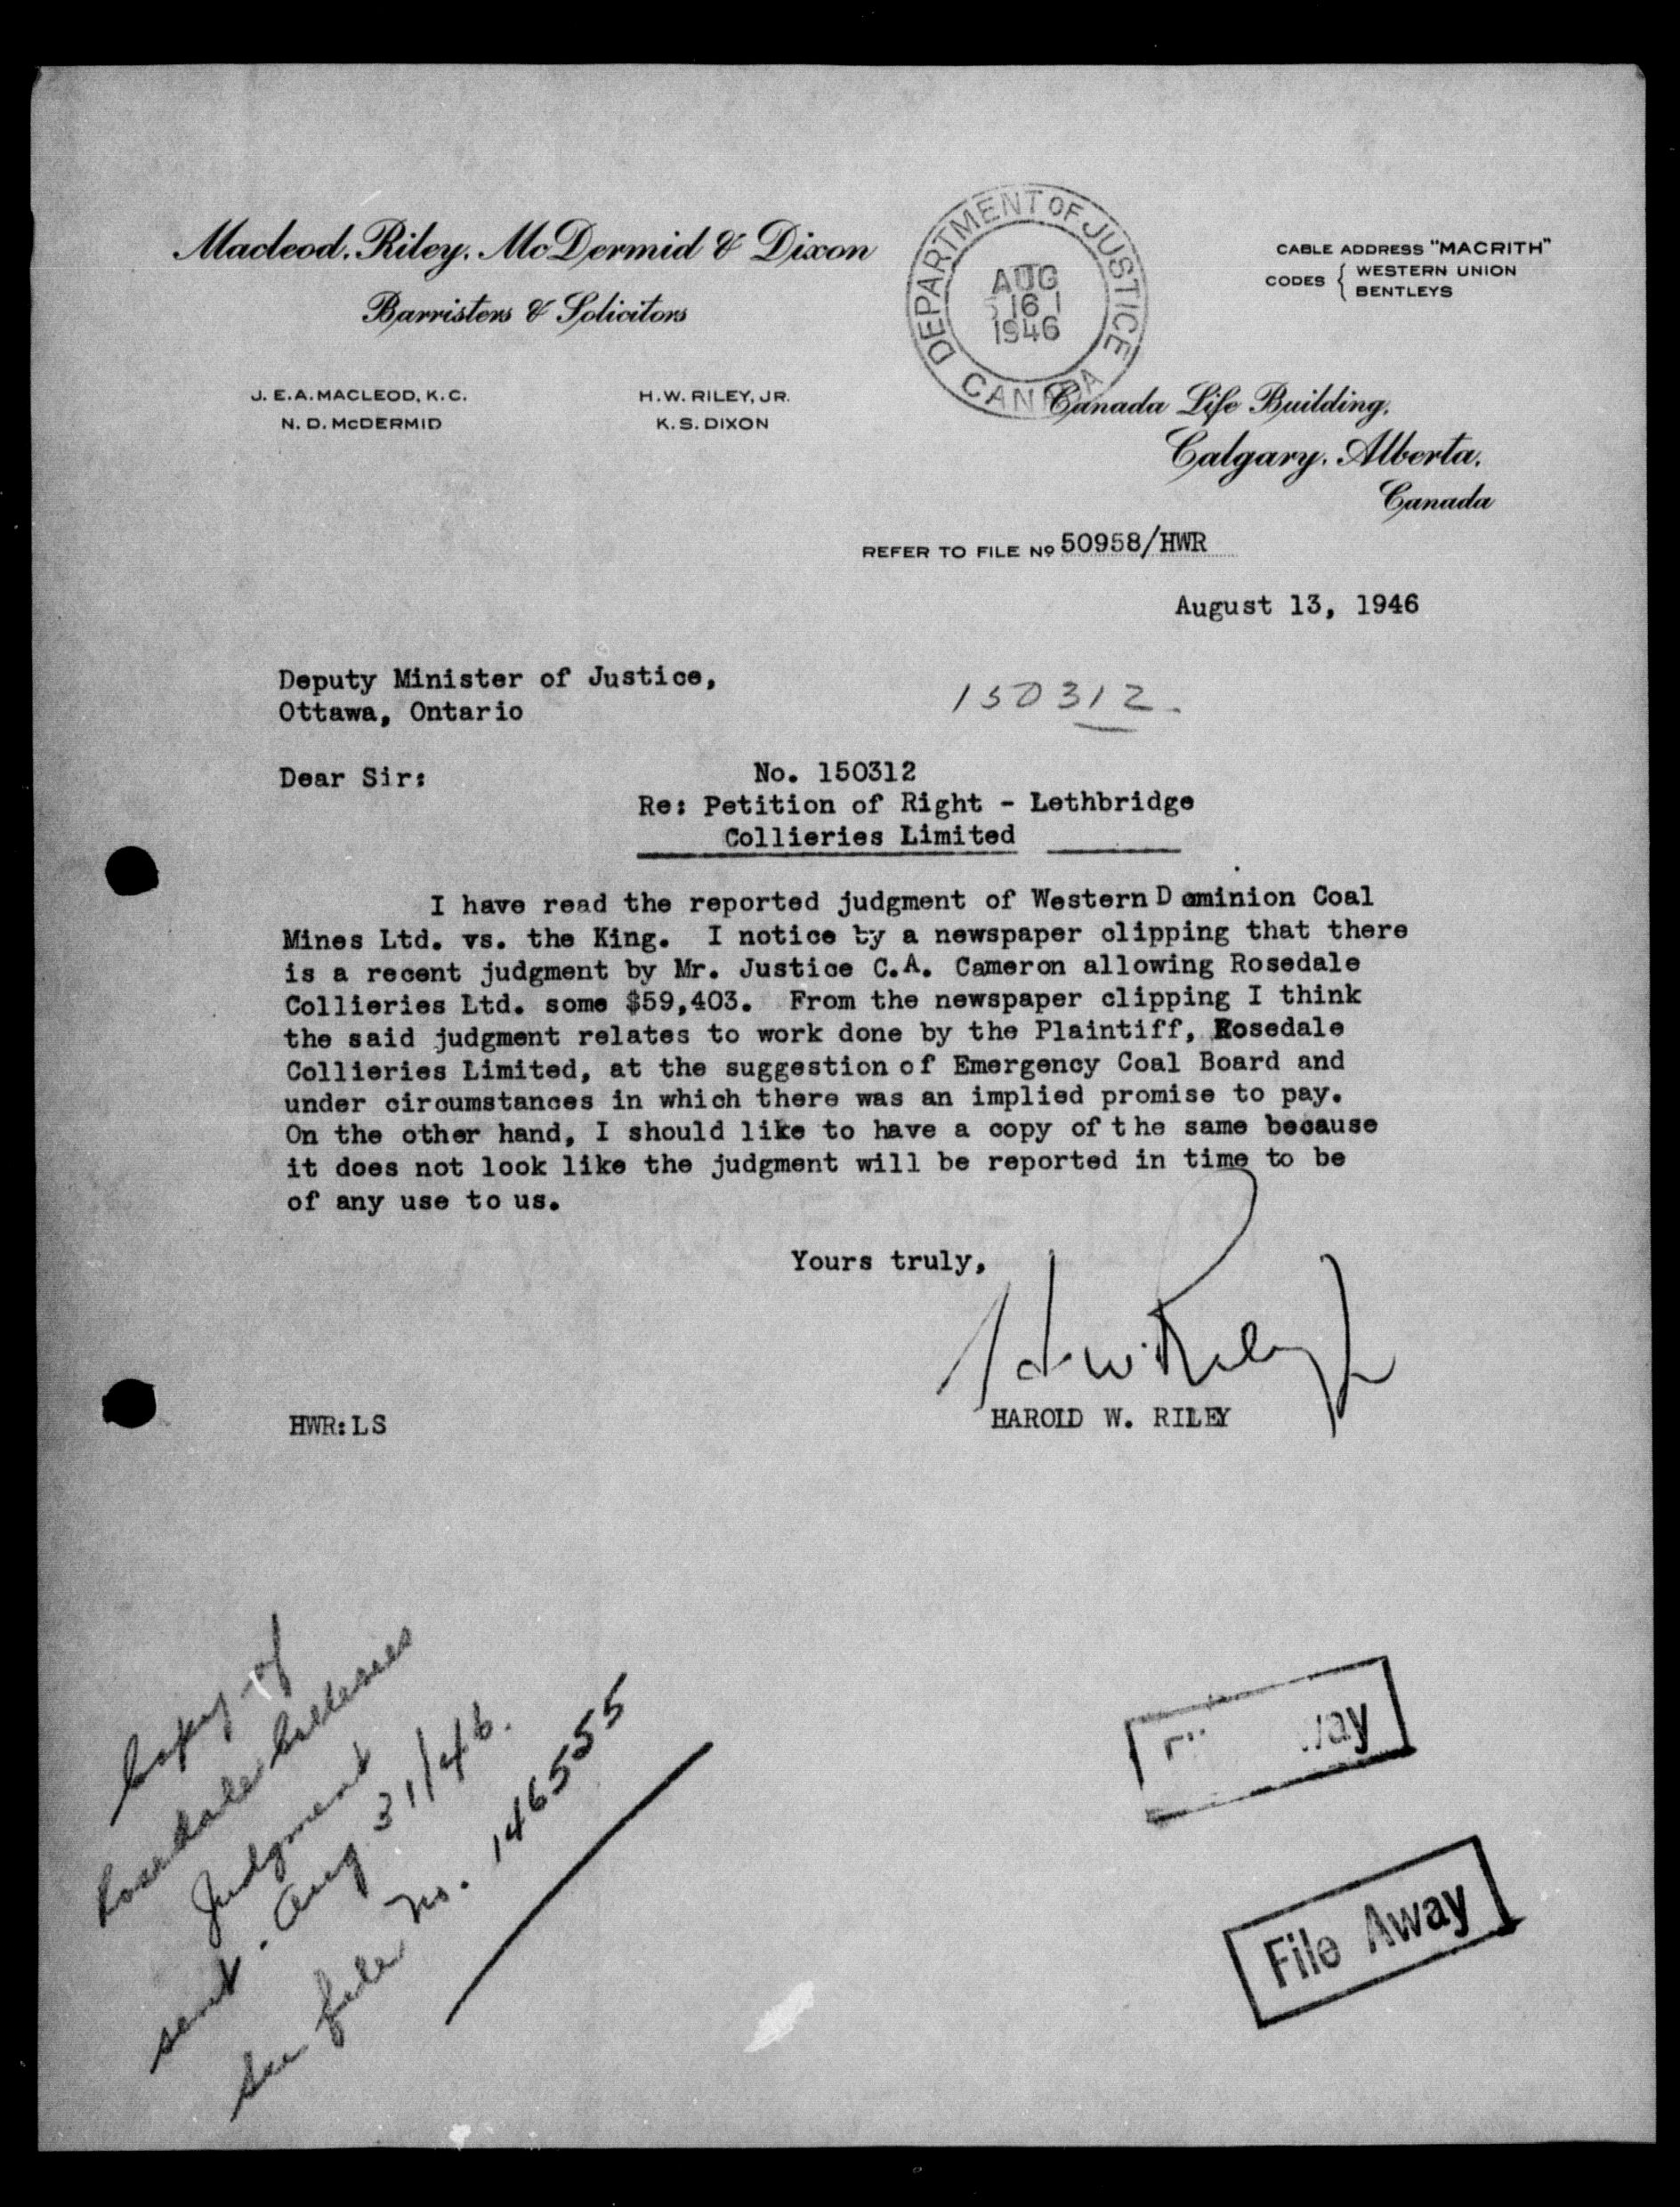 Macleod, Riley, McDermid & Dixon
Barristers & Solicitors
J. E. A. MACLEOD, K. C.
N. D. McDERMID
H. W. RILEY, JR.
K. S. DIXON
DEPARTMENT OF JUSTICE
AUG
16
1946
CANADA
CABLE ADDRESS "MACRITH"
CODES { WESTERN UNION
BENTLEYS
Canada Life Building,
Calgary, Alberta,
Canada
REFER TO FILE No 50958/HWR
August 13, 1946
Deputy Minister of Justice,
Ottawa, Ontario
150312.
Dear Sir:
No. 150312
Re: Petition of Right - Lethbridge
Collieries Limited
I have read the reported judgment of Western Dominion Coal
Mines Ltd. vs. the King. I notice by a newspaper clipping that there
is a recent judgment by Mr. Justice C.A. Cameron allowing Rosedale
Collieries Ltd. some $59,403. From the newspaper clipping I think
the said judgment relates to work done by the Plaintiff, Rosedale
Collieries Limited, at the suggestion of Emergency Coal Board and
under circumstances in which there was an implied promise to pay.
On the other hand, I should like to have a copy of the same because
it does not look like the judgment will be reported in time to be
of any use to us.
Yours truly,
H.W. Riley Jr
HAROLD W. RILEY
HWR:LS
Copy of
Rosedale Collieries
Judgment
sent - Aug 31/46.
See file No. 146555
File Away